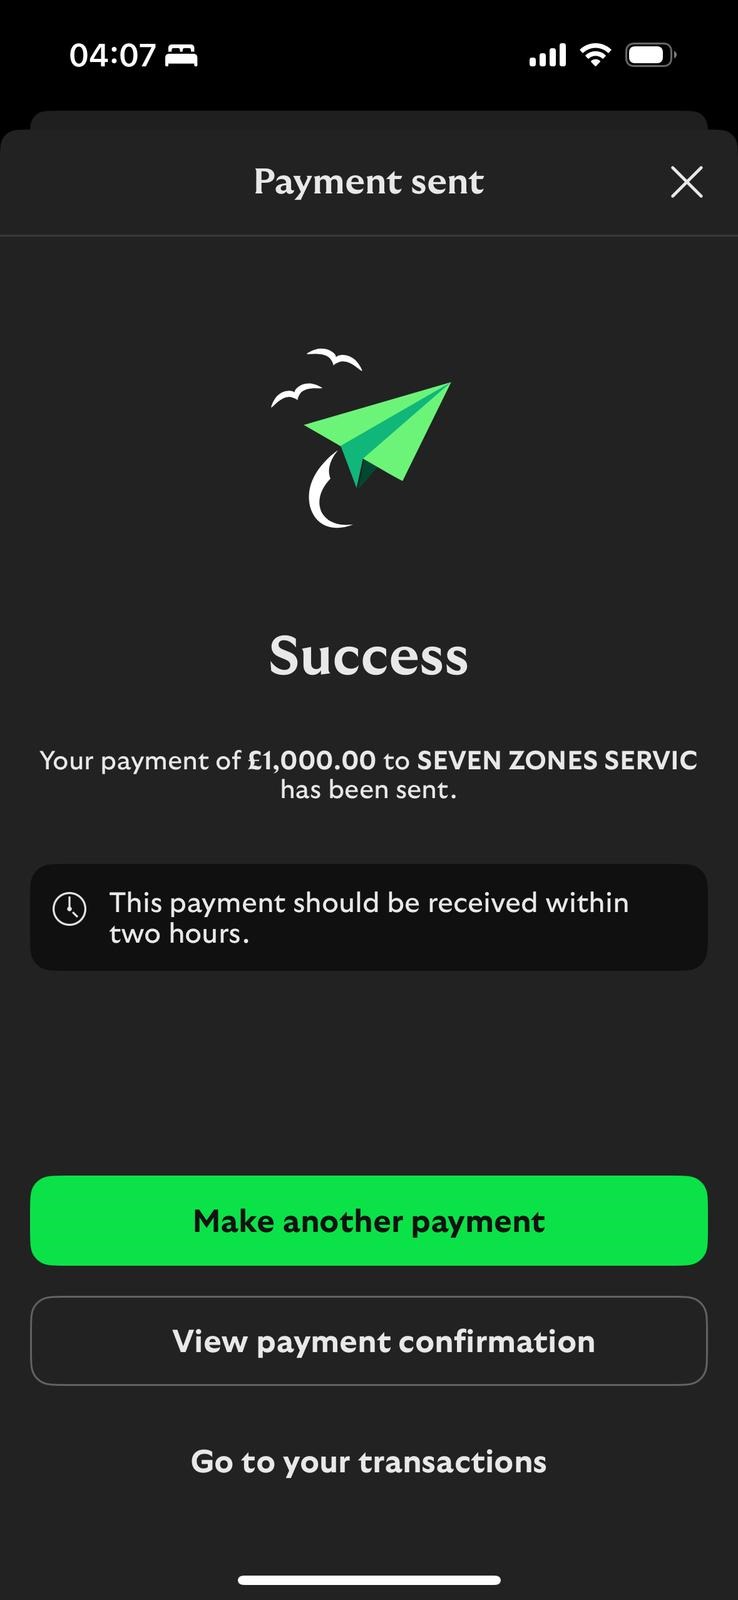 04:07
Payment sent
Success
Your payment of £1,000.00 to SEVEN ZONES SERVIC
has been sent.
This payment should be received within
two hours.
Make another payment
View payment confirmation
Go to your transactions